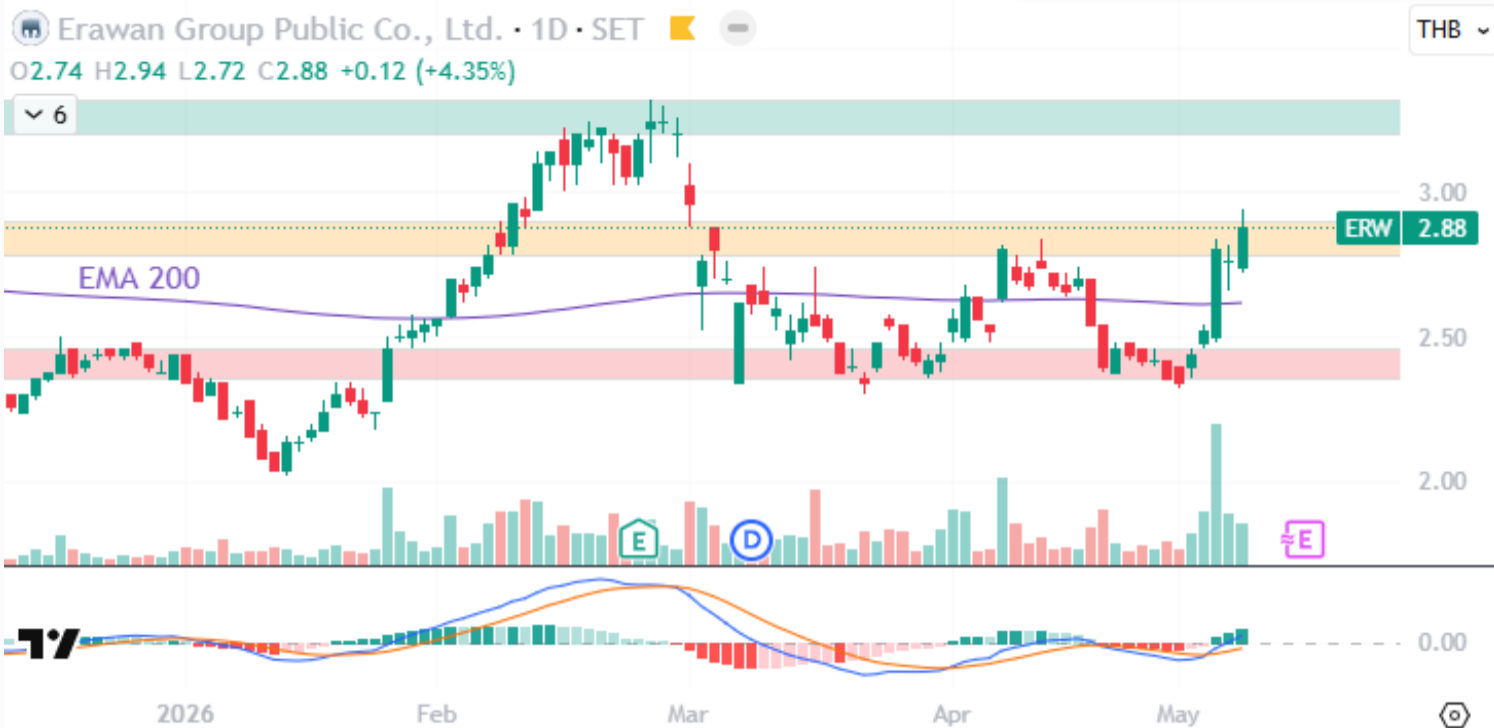 Erawan Group Public Co., Ltd. · 1D · SET
THB
O2.74 H2.94 L2.72 C2.88 +0.12 (+4.35%)
6
3.00
ERW 2.88
EMA 200
2.50
2.00
E
D
≈E
0.00
2026 Feb Mar Apr May